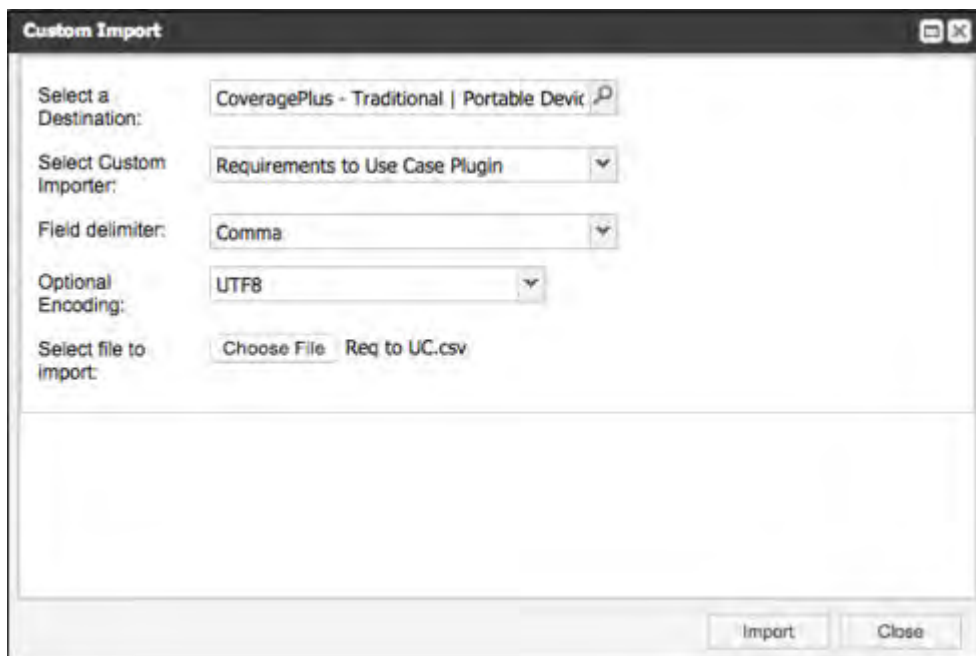 Custom Import
Select a
Destination:
CoveragePlus - Traditional | Portable Devic
Select Custom
Importer:
Requirements to Use Case Plugin
Field delimiter:
Comma
Optional
Encoding:
UTF8
Select file to
import:
Choose File Req to UC.csv
Import Close